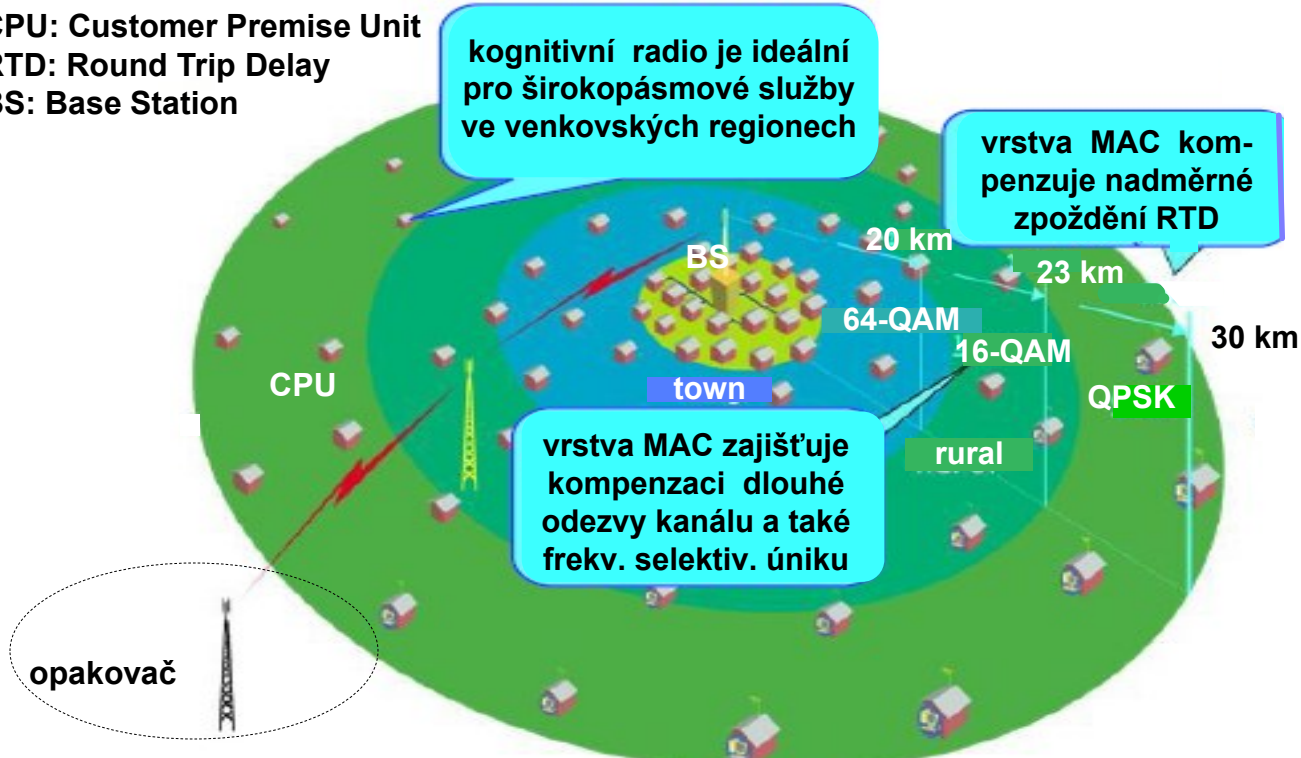 CPU: Customer Premise Unit
RTD: Round Trip Delay
BS: Base Station
kognitivní radio je ideální
pro širokopásmové služby
ve venkovských regionech
vrstva MAC kom-
penzuje nadměrné
zpoždění RTD
20 km
BS
23 km
64-QAM
30 km
16-QAM
CPU
town
QPSK
vrstva MAC zajišťuje
kompenzaci dlouhé
odezvy kanálu a také
frekv. selektiv. úniku
rural
opakovač